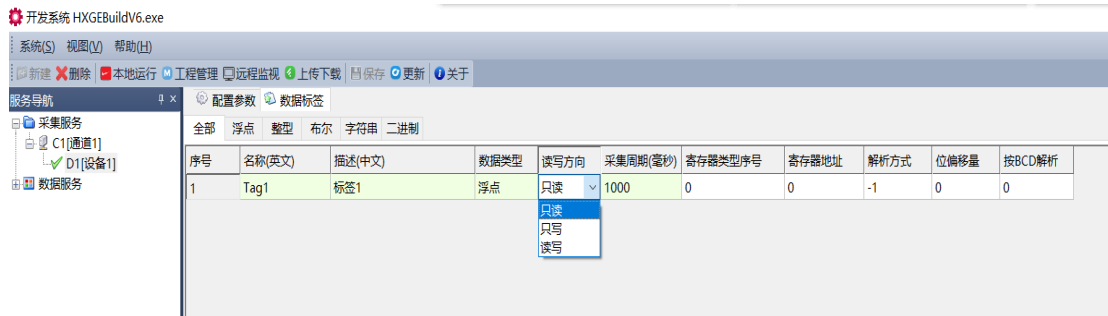 开发系统 HXGEBuildV6.exe
系统(S) 视图(V) 帮助(H)
新建 删除 本地运行 工程管理 远程监视 上传下载 保存 更新 关于
服务导航
采集服务
C1[通道1]
D1[设备1]
数据服务
配置参数 数据标签
全部 浮点 整型 布尔 字符串 二进制
序号 名称(英文) 描述(中文) 数据类型 读写方向 采集周期(毫秒) 寄存器类型序号 寄存器地址 解析方式 位偏移量 按BCD解析
1 Tag1 标签1 浮点 只读 1000 0 0 -1 0 0
只读
只写
读写